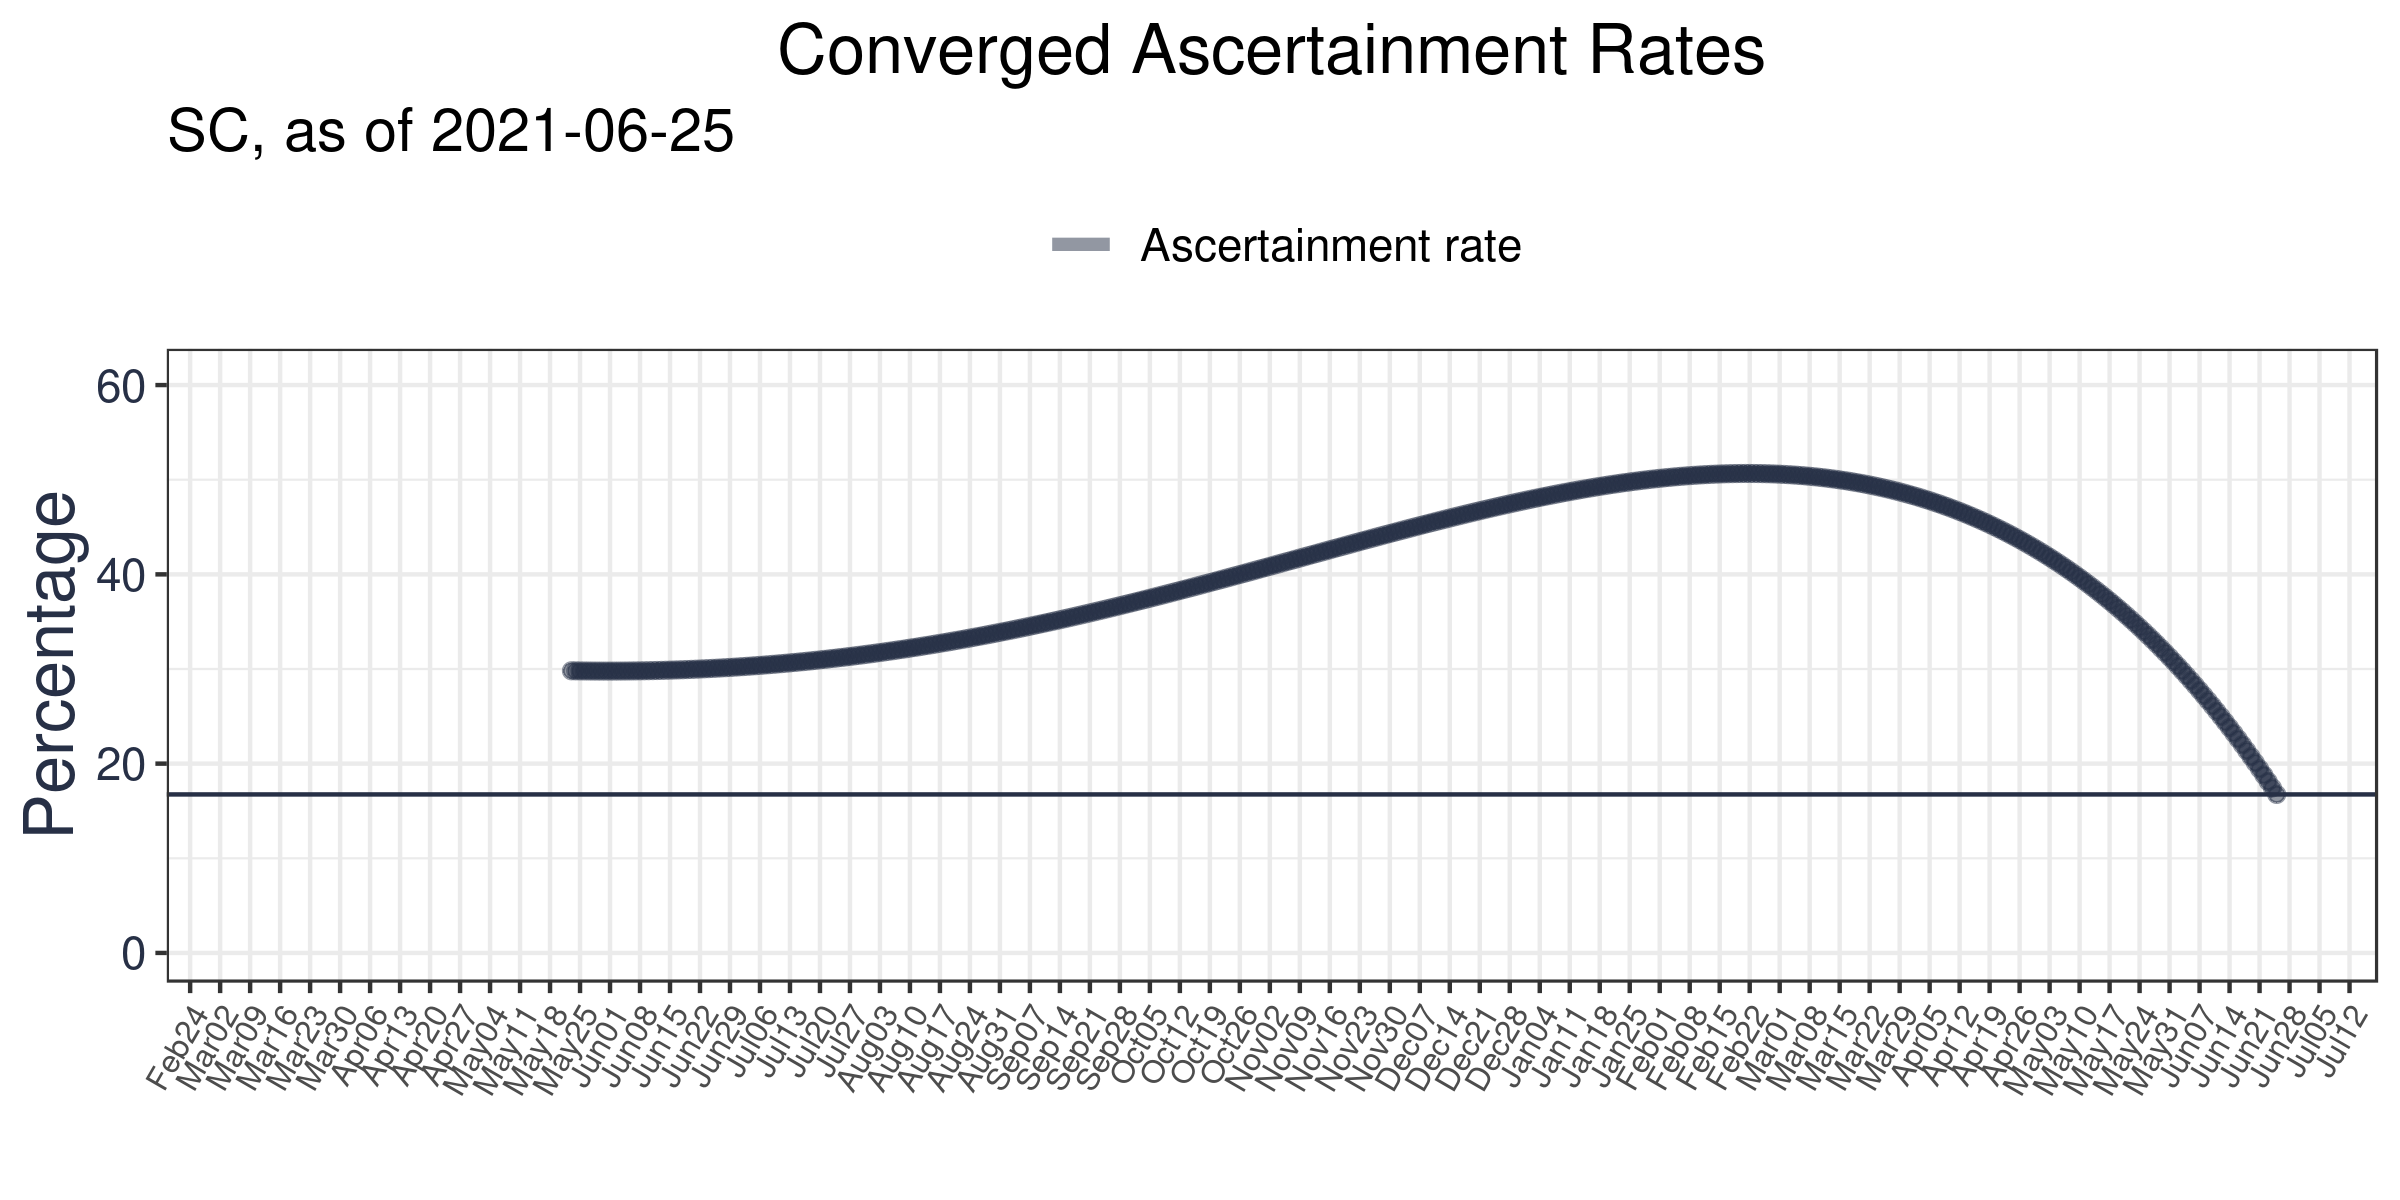 Converged Ascertainment Rates
SC, as of 2021-06-25
Ascertainment rate
Percentage
60
40
20
0
Feb24
Mar02
Mar09
Mar16
Mar23
Mar30
Apr06
Apr13
Apr20
Apr27
May04
May11
May18
May25
Jun01
Jun08
Jun15
Jun22
Jun29
Jul06
Jul13
Jul20
Jul27
Aug03
Aug10
Aug17
Aug24
Aug31
Sep07
Sep14
Sep21
Sep28
Oct05
Oct12
Oct19
Oct26
Nov02
Nov09
Nov16
Nov23
Nov30
Dec07
Dec14
Dec21
Dec28
Jan04
Jan11
Jan18
Jan25
Feb01
Feb08
Feb15
Feb22
Mar01
Mar08
Mar15
Mar22
Mar29
Apr05
Apr12
Apr19
Apr26
May03
May10
May17
May24
May31
Jun07
Jun14
Jun21
Jun28
Jul05
Jul12